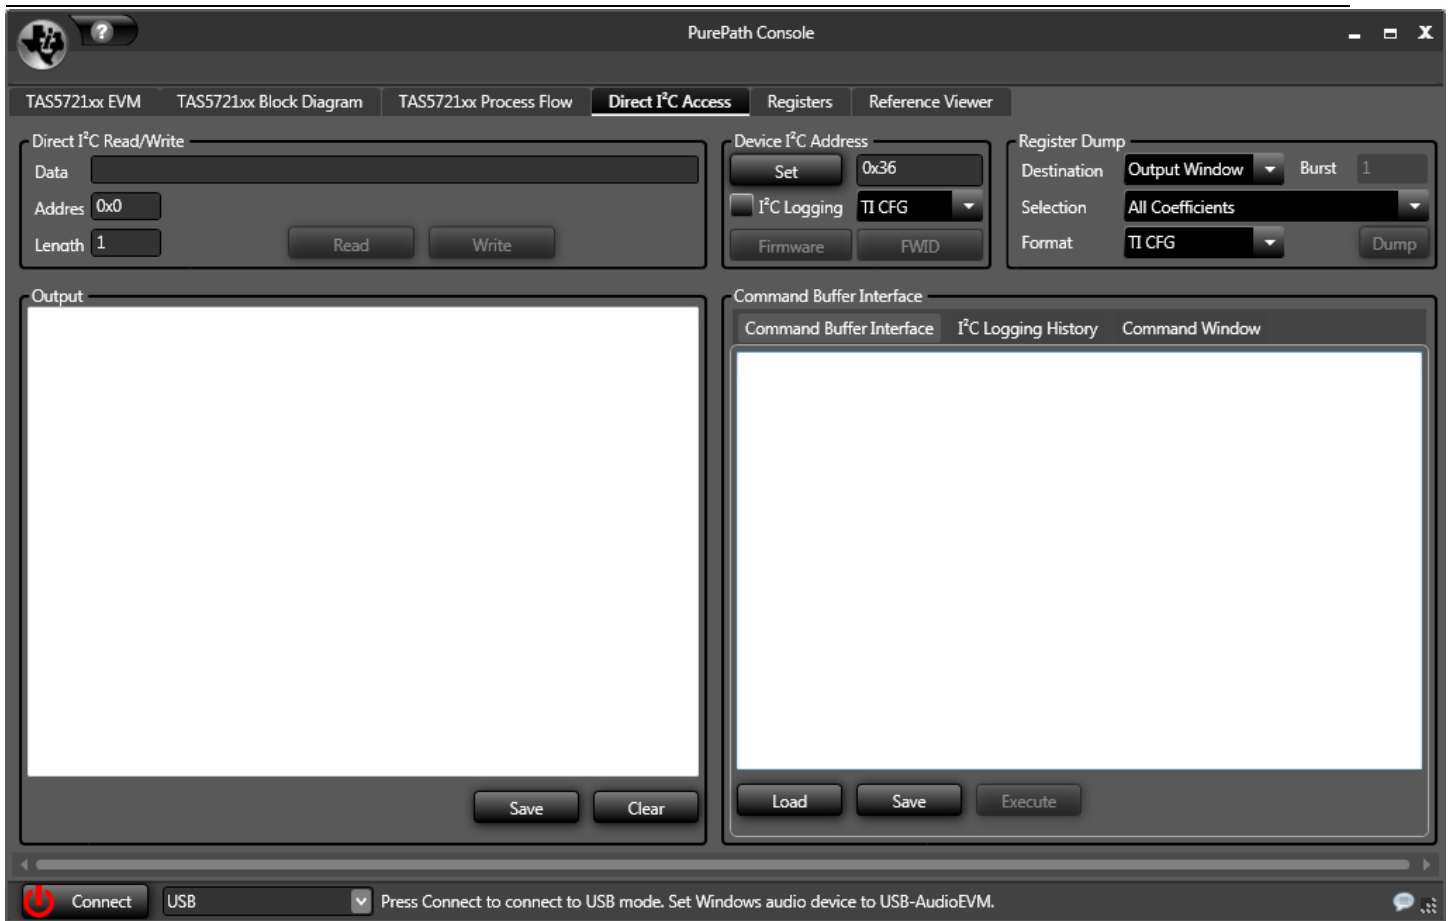 PurePath Console
?
TAS5721xx EVM TAS5721xx Block Diagram TAS5721xx Process Flow Direct I²C Access Registers Reference Viewer
Direct I²C Read/Write
Data
Addres 0x0
Length 1
Read Write
Device I²C Address
Set 0x36
I²C Logging TI CFG
Firmware FWID
Register Dump
Destination Output Window Burst 1
Selection All Coefficients
Format TI CFG Dump
Output
Save Clear
Command Buffer Interface
Command Buffer Interface I²C Logging History Command Window
Load Save Execute
Connect USB Press Connect to connect to USB mode. Set Windows audio device to USB-AudioEVM.